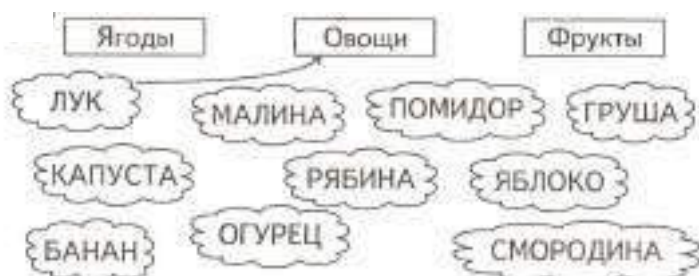 Ягоды Овощи Фрукты
ЛУК МАЛИНА ПОМИДОР ГРУША
КАПУСТА РЯБИНА ЯБЛОКО
БАНАН ОГУРЕЦ СМОРОДИНА